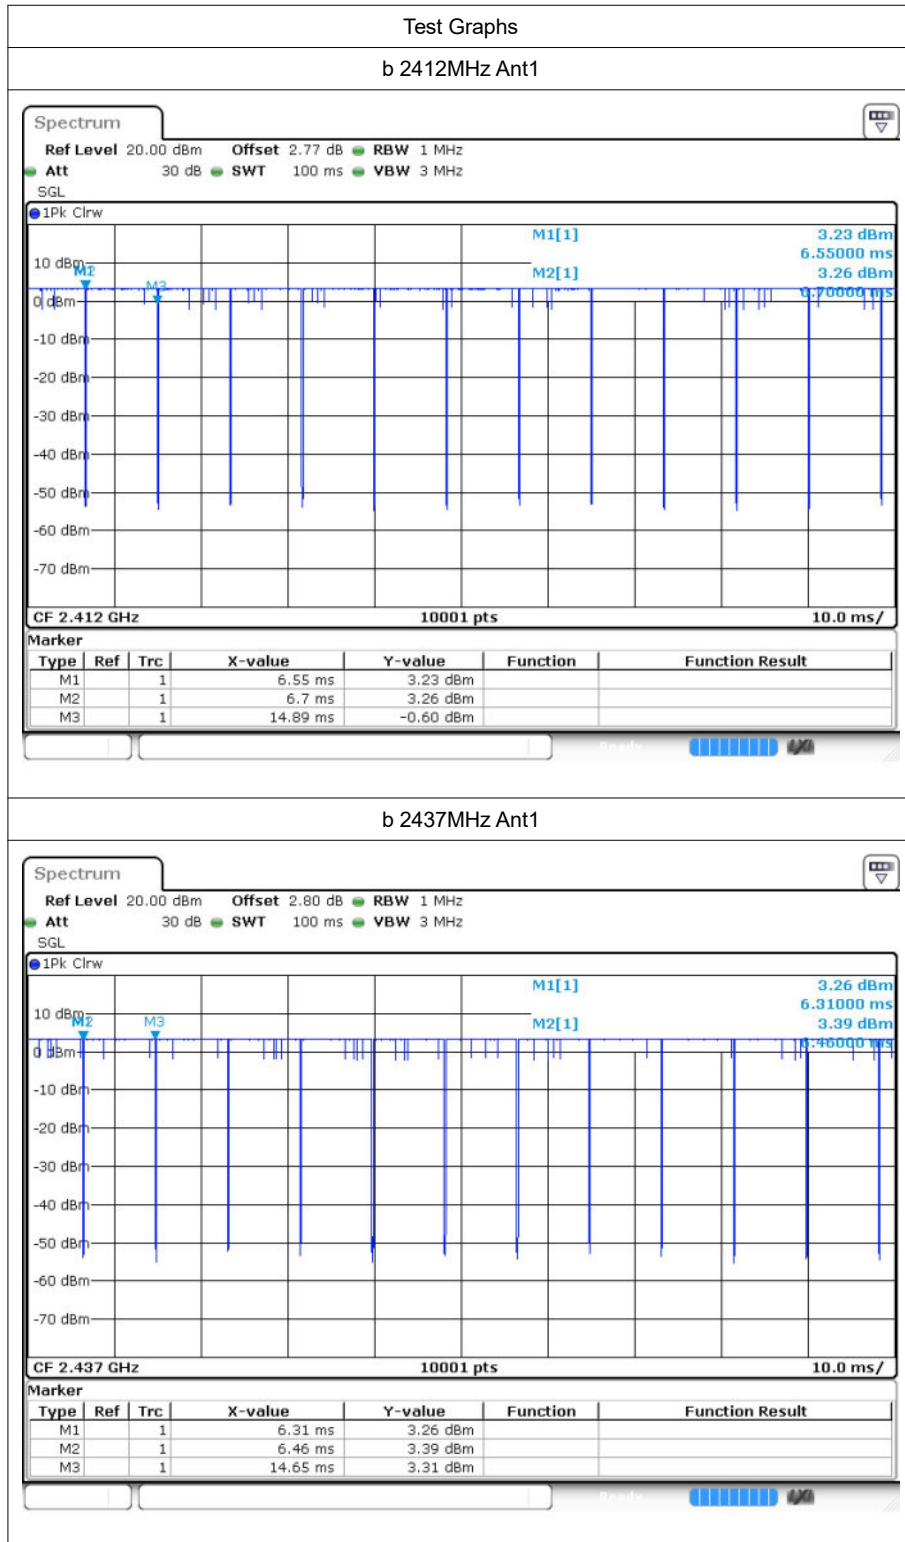 Test Graphs
b 2412MHz Ant1
Spectrum
Ref Level 20.00 dBm Offset 2.77 dB RBW 1 MHz
Att 30 dB SWT 100 ms VBW 3 MHz
SGL
1Pk Clrw
M1[1] 3.23 dBm
6.55000 ms
10 dBm
M2
M2[1] 3.26 dBm
M3
0.70000 ms
0 dBm
-10 dBm
-20 dBm
-30 dBm
-40 dBm
-50 dBm
-60 dBm
-70 dBm
CF 2.412 GHz 10001 pts 10.0 ms/
Marker
Type Ref Trc X-value Y-value Function Function Result
M1 1 6.55 ms 3.23 dBm
M2 1 6.7 ms 3.26 dBm
M3 1 14.89 ms -0.60 dBm
Ready
b 2437MHz Ant1
Spectrum
Ref Level 20.00 dBm Offset 2.80 dB RBW 1 MHz
Att 30 dB SWT 100 ms VBW 3 MHz
SGL
1Pk Clrw
M1[1] 3.26 dBm
6.31000 ms
10 dBm
M2 M3
M2[1] 3.39 dBm
6.46000 ms
0 dBm
-10 dBm
-20 dBm
-30 dBm
-40 dBm
-50 dBm
-60 dBm
-70 dBm
CF 2.437 GHz 10001 pts 10.0 ms/
Marker
Type Ref Trc X-value Y-value Function Function Result
M1 1 6.31 ms 3.26 dBm
M2 1 6.46 ms 3.39 dBm
M3 1 14.65 ms 3.31 dBm
Ready